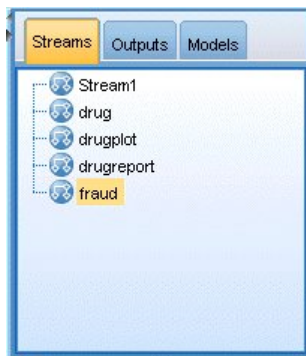 Streams Outputs Models
Stream1
drug
drugplot
drugreport
fraud